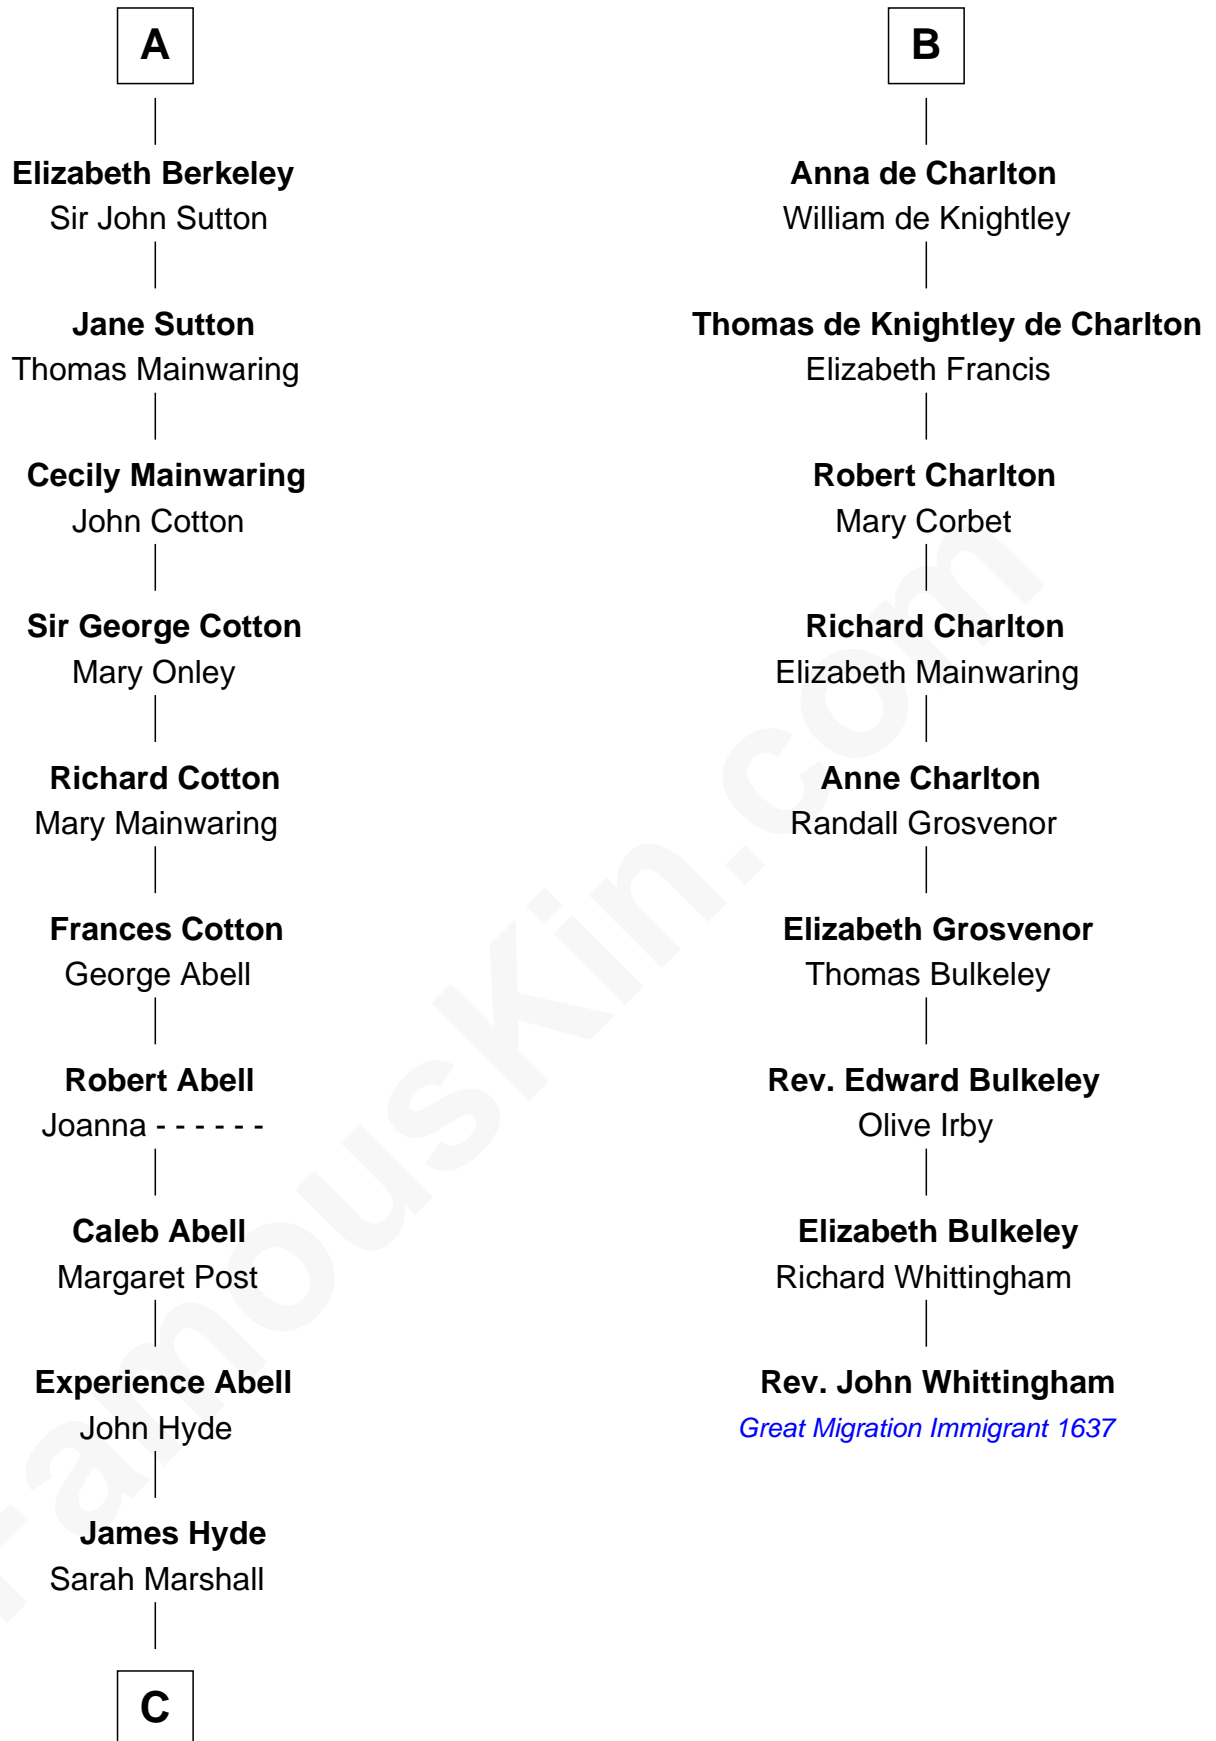 A
Elizabeth Berkeley
Sir John Sutton
Jane Sutton
Thomas Mainwaring
Cecily Mainwaring
John Cotton
Sir George Cotton
Mary Onley
Richard Cotton
Mary Mainwaring
Frances Cotton
George Abell
Robert Abell
Joanna - - - - - -
Caleb Abell
Margaret Post
Experience Abell
John Hyde
James Hyde
Sarah Marshall
C
B
Anna de Charlton
William de Knightley
Thomas de Knightley de Charlton
Elizabeth Francis
Robert Charlton
Mary Corbet
Richard Charlton
Elizabeth Mainwaring
Anne Charlton
Randall Grosvenor
Elizabeth Grosvenor
Thomas Bulkeley
Rev. Edward Bulkeley
Olive Irby
Elizabeth Bulkeley
Richard Whittingham
Rev. John Whittingham
Great Migration Immigrant 1637
FamousKin.com